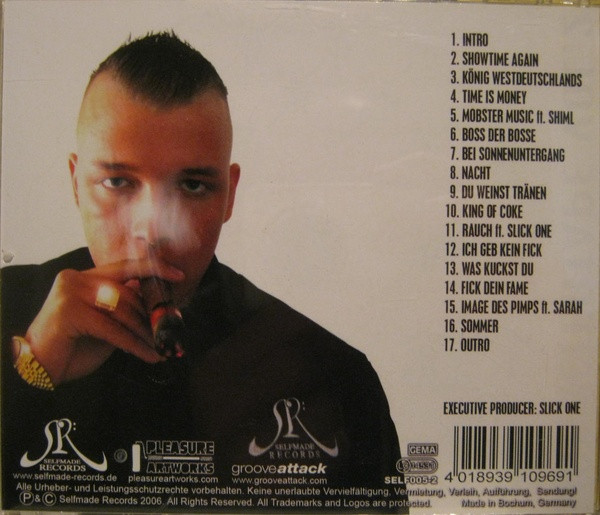 1. INTRO
2. SHOWTIME AGAIN
3. KÖNIG WESTDEUTSCHLANDS
4. TIME IS MONEY
5. MOBSTER MUSIC ft. SHIML
6. BOSS DER BOSSE
7. BEI SONNENUNTERGANG
8. NACHT
9. DU WEINST TRÄNEN
10. KING OF COKE
11. RAUCH ft. SLICK ONE
12. ICH GEB KEIN FICK
13. WAS KUCKST DU
14. FICK DEIN FAME
15. IMAGE DES PIMPS ft. SARAH
16. SOMMER
17. OUTRO
EXECUTIVE PRODUCER: SLICK ONE
SELFMADE
RECORDS
www.selfmade-records.de
PLEASURE
ARTWORKS
pleasureartworks.com
SELFMADE
RECORDS
grooveattack
www.grooveattack.com
GEMA
SELF005-2
4 018939 109691
Alle Urheber- und Leistungsschutzrechte vorbehalten. Keine unerlaubte Vervielfältigung, Vermietung, Verleih, Aufführung, Sendung!
P & C Selfmade Records 2006. All Rights Reserved. All Trademarks and Logos are protected. Made in Bochum, Germany